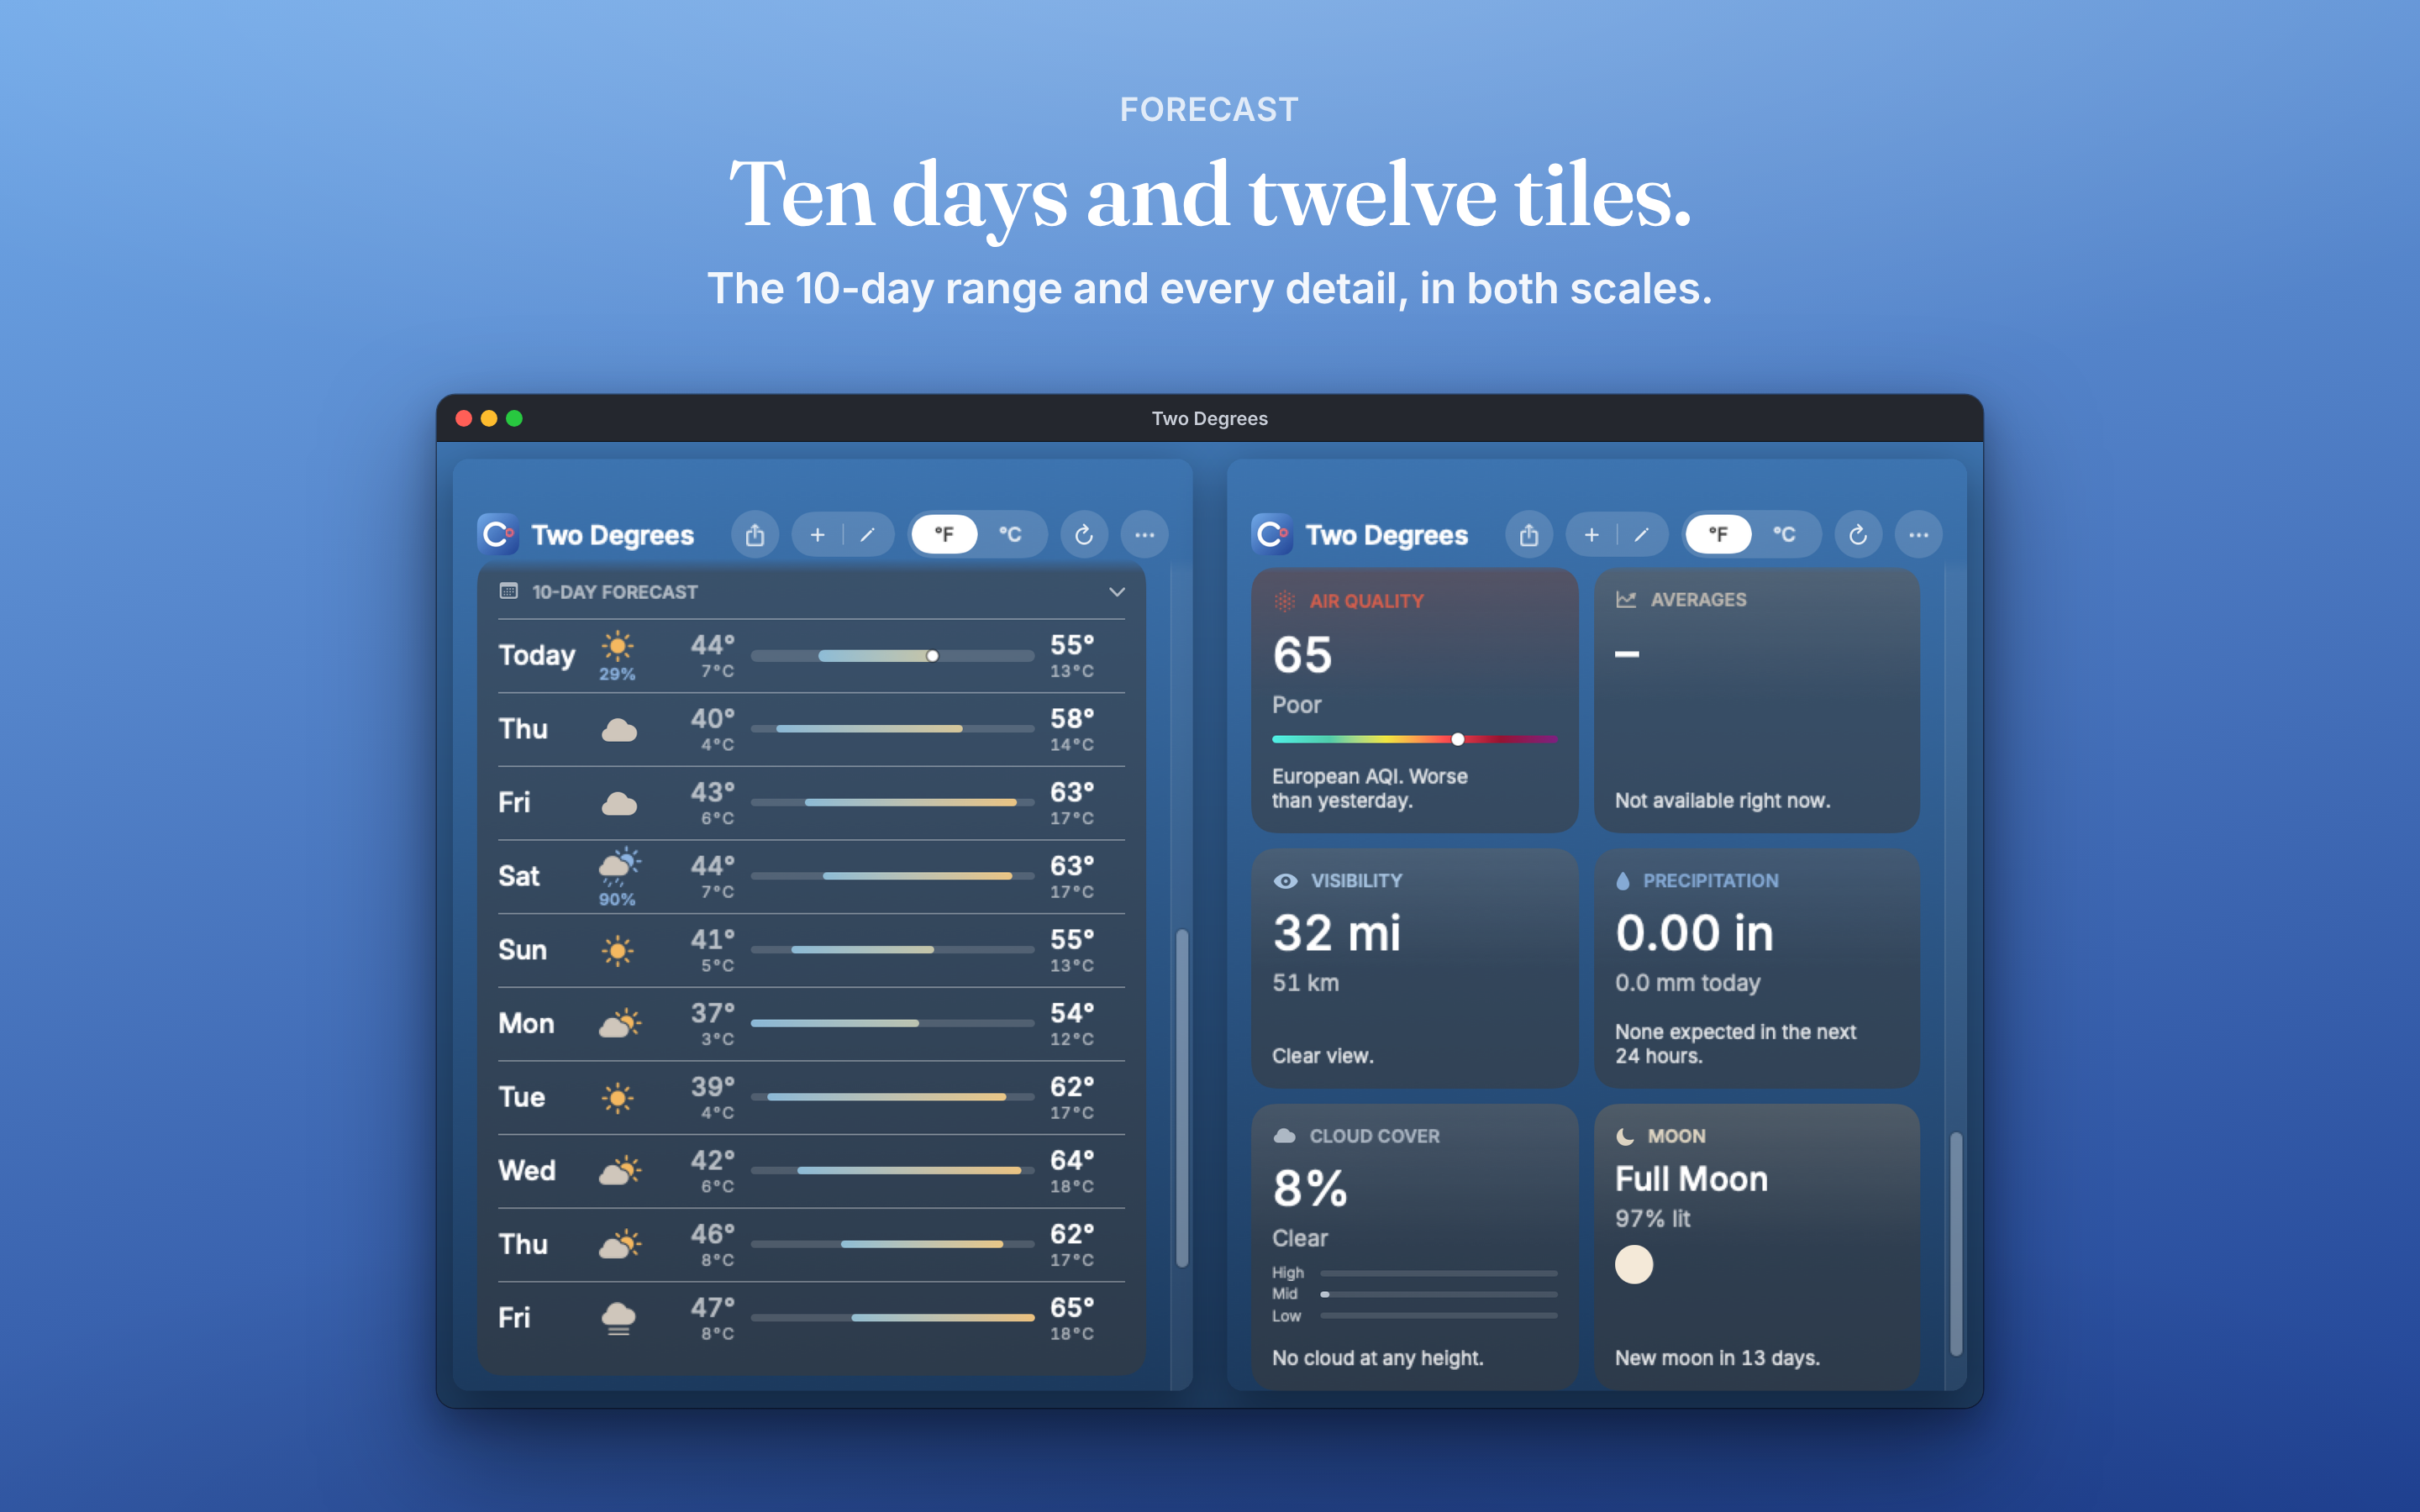 FORECAST
Ten days and twelve tiles.
The 10-day range and every detail, in both scales.
Two Degrees
Two Degrees
°F
°C
10-DAY FORECAST
Today
29%
44°
7°C
55°
13°C
Thu
40°
4°C
58°
14°C
Fri
43°
6°C
63°
17°C
Sat
90%
44°
7°C
63°
17°C
Sun
41°
5°C
55°
13°C
Mon
37°
3°C
54°
12°C
Tue
39°
4°C
62°
17°C
Wed
42°
6°C
64°
18°C
Thu
46°
8°C
62°
17°C
Fri
47°
8°C
65°
18°C
Two Degrees
°F
°C
AIR QUALITY
65
Poor
European AQI. Worse
than yesterday.
AVERAGES
–
Not available right now.
VISIBILITY
32 mi
51 km
Clear view.
PRECIPITATION
0.00 in
0.0 mm today
None expected in the next
24 hours.
CLOUD COVER
8%
Clear
High
Mid
Low
No cloud at any height.
MOON
Full Moon
97% lit
New moon in 13 days.